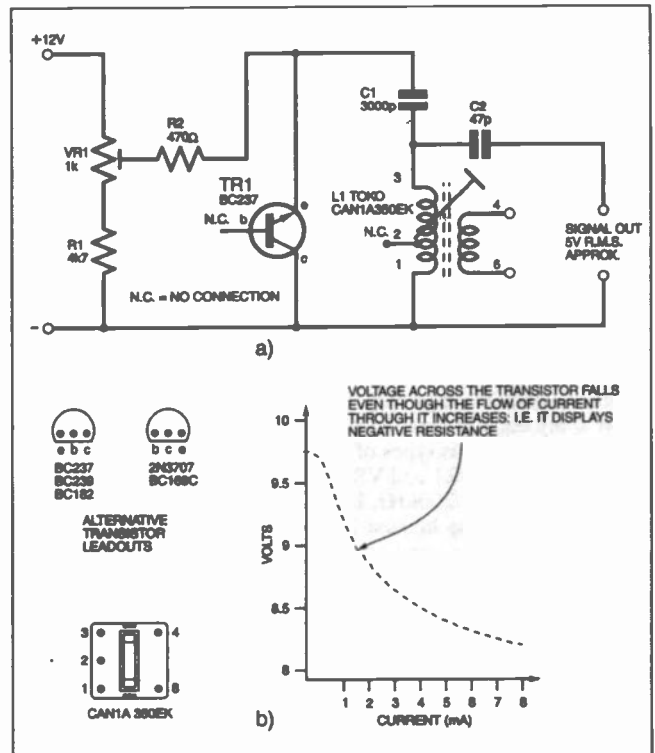 +12V
VR1
1k
R2
470Ω
TR1
BC237
N.C. b
e
c
C1
3000p
C2
47p
3
L1 TOKO
CAN1A350EK
N.C. 2
1
4
6
SIGNAL OUT
5V R.M.S.
APPROX.
R1
4k7
N.C. = NO CONNECTION
-
a)
VOLTAGE ACROSS THE TRANSISTOR FALLS
EVEN THOUGH THE FLOW OF CURRENT
THROUGH IT INCREASES; I.E. IT DISPLAYS
NEGATIVE RESISTANCE
e b c
BC237
BC239
BC182
b c e
2N3707
BC168C
ALTERNATIVE
TRANSISTOR
LEADOUTS
3
2
1
4
6
CAN1A 350EK
b)
VOLTS
10
9.5
9
8.5
8
1 2 3 4 5 6 7 8
CURRENT (mA)